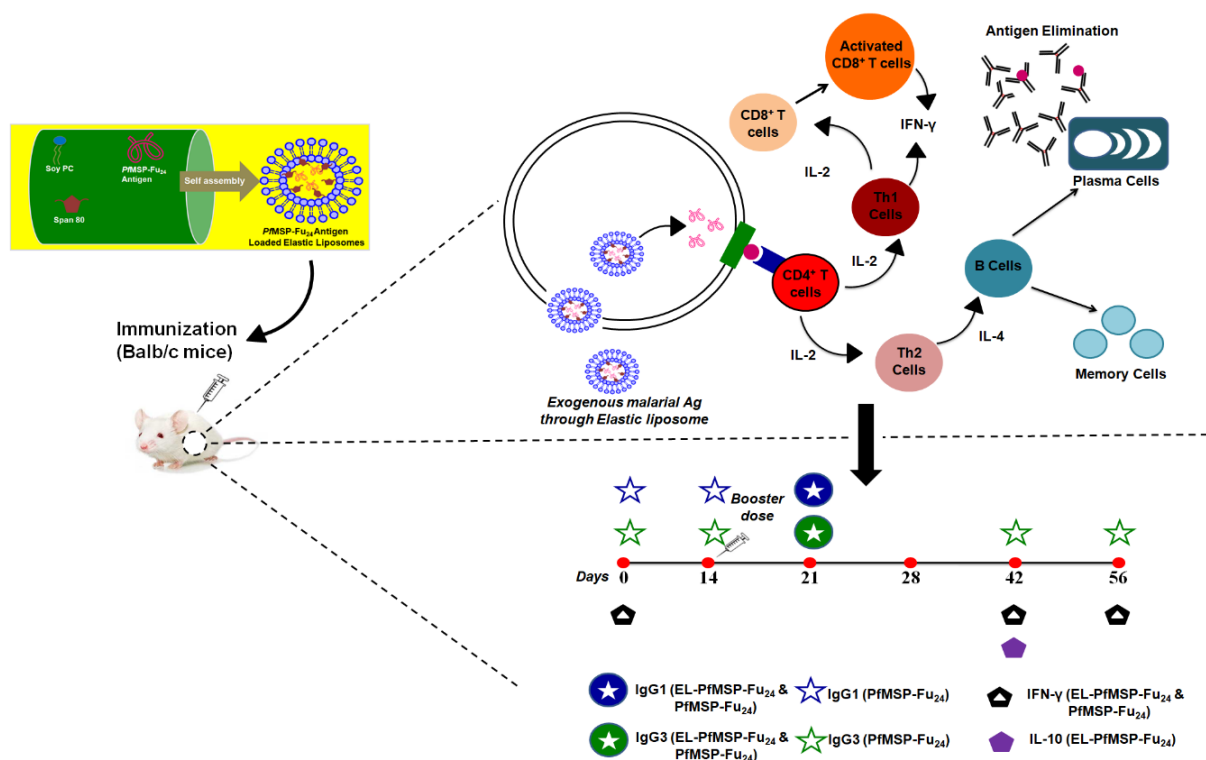 Soy PC
PfMSP-Fu24
Antigen
Span 80
Self assembly
PfMSP-Fu24 Antigen
Loaded Elastic Liposomes
Immunization
(Balb/c mice)
Exogenous malarial Ag
through Elastic liposome
CD4+ T
cells
IL-2
IL-2
Th1
Cells
IL-2
CD8+ T
cells
Activated
CD8+ T cells
IFN-γ
Th2
Cells
IL-4
B Cells
Antigen Elimination
Plasma Cells
Memory Cells
Booster
dose
Days 0 14 21 28 42 56
IgG1 (EL-PfMSP-Fu24 &
PfMSP-Fu24)
IgG1 (PfMSP-Fu24)
IFN-γ (EL-PfMSP-Fu24 &
PfMSP-Fu24)
IgG3 (EL-PfMSP-Fu24 &
PfMSP-Fu24)
IgG3 (PfMSP-Fu24)
IL-10 (EL-PfMSP-Fu24)